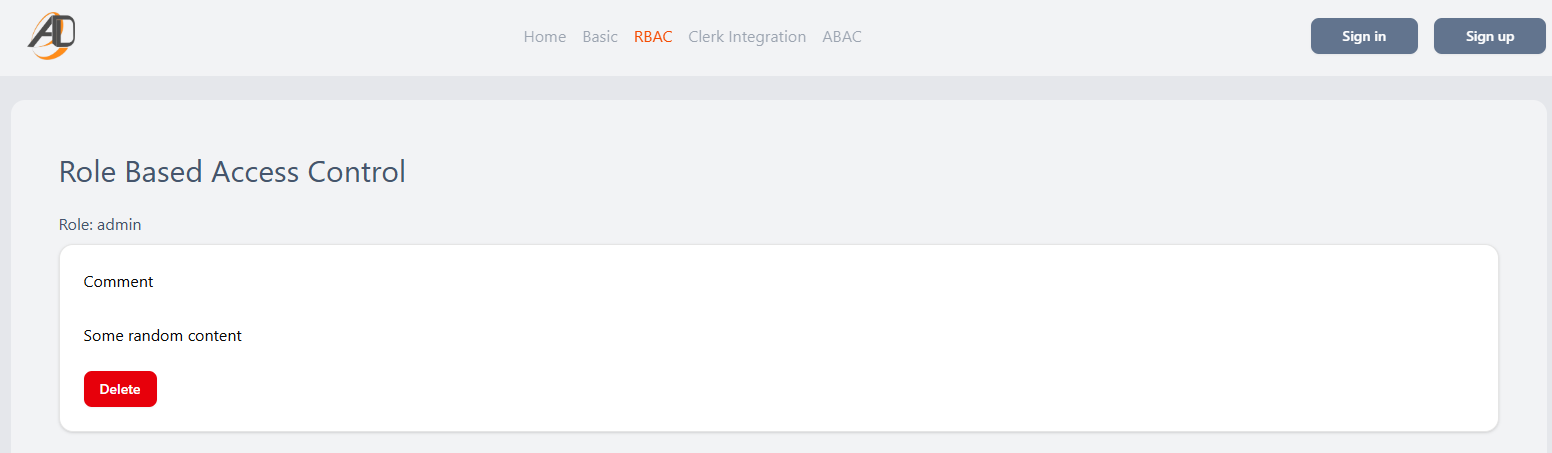 AD
Home Basic RBAC Clerk Integration ABAC
Sign in Sign up
Role Based Access Control
Role: admin
Comment
Some random content
Delete